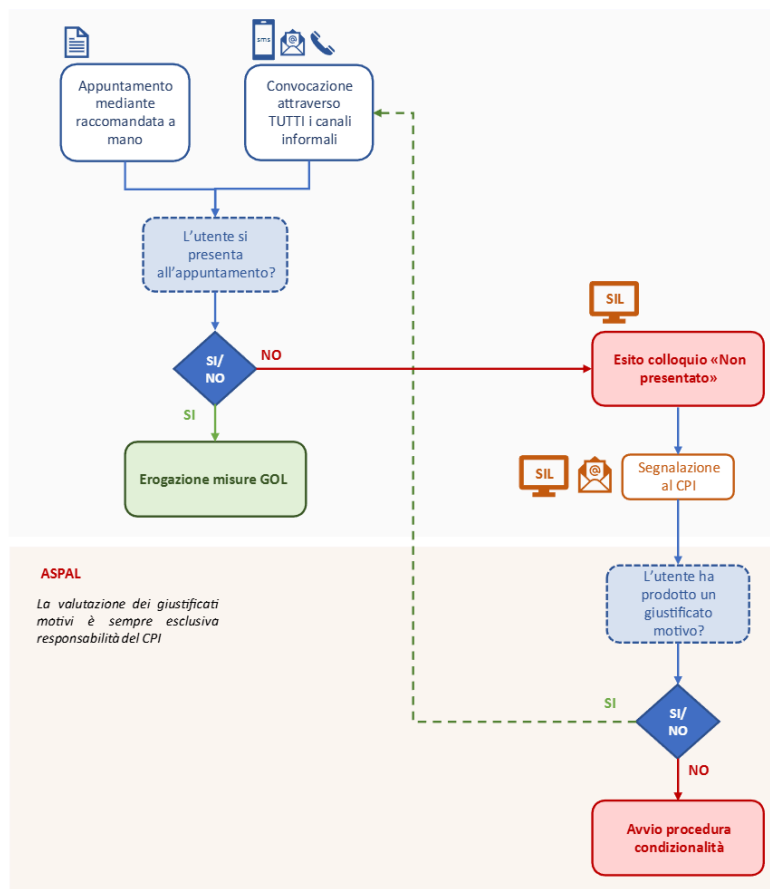 sms
Appuntamento
mediante
raccomandata a
mano
Convocazione
attraverso
TUTTI i canali
informali
L'utente si
presenta
all'appuntamento?
SI/
NO
NO
SI
SIL
Esito colloquio «Non
presentato»
Erogazione misure GOL
SIL
Segnalazione
al CPI
ASPAL
La valutazione dei giustificati
motivi è sempre esclusiva
responsabilità del CPI
L'utente ha
prodotto un
giustificato
motivo?
SI
SI/
NO
NO
Avvio procedura
condizionalità